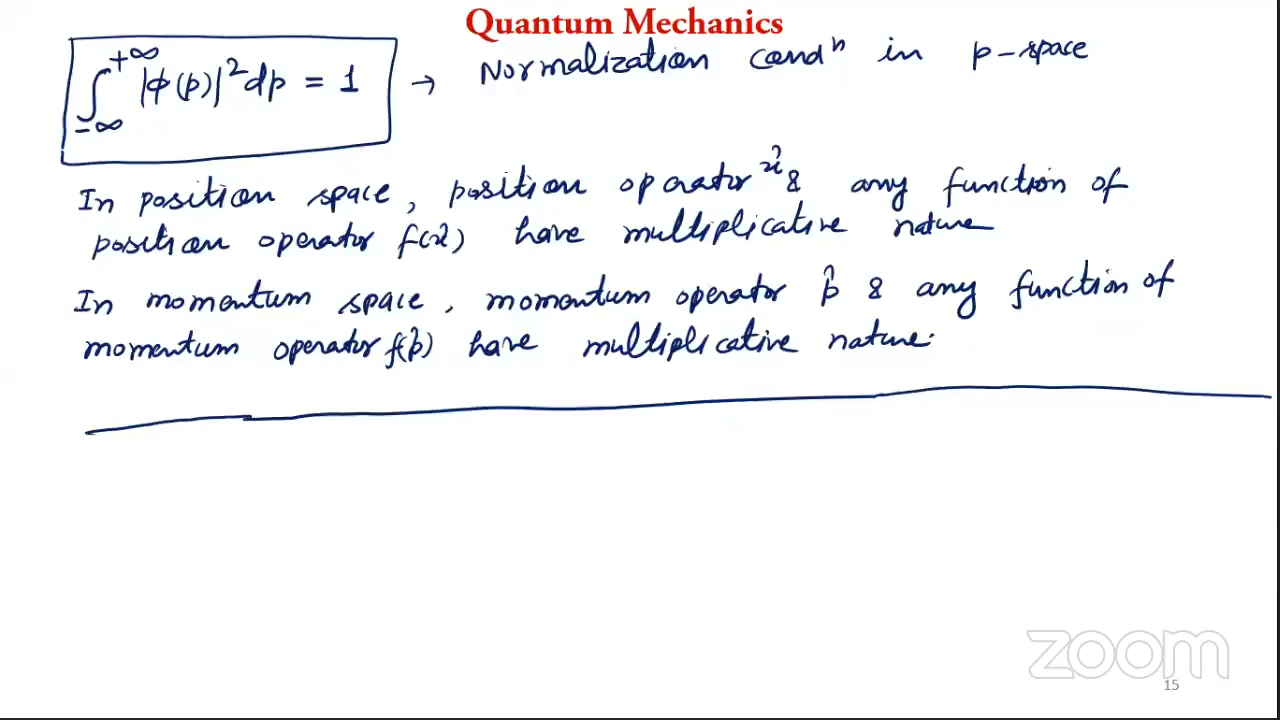 Quantum Mechanics
∫_{-∞}^{+∞} |ϕ(p)|² dp = 1 → Normalization condⁿ in p-space
In position space, position operator x̂ & any function of
position operator f(x̂) have multiplicative nature
In momentum space, momentum operator p̂ & any function of
momentum operator f(p̂) have multiplicative nature.
zoom
15